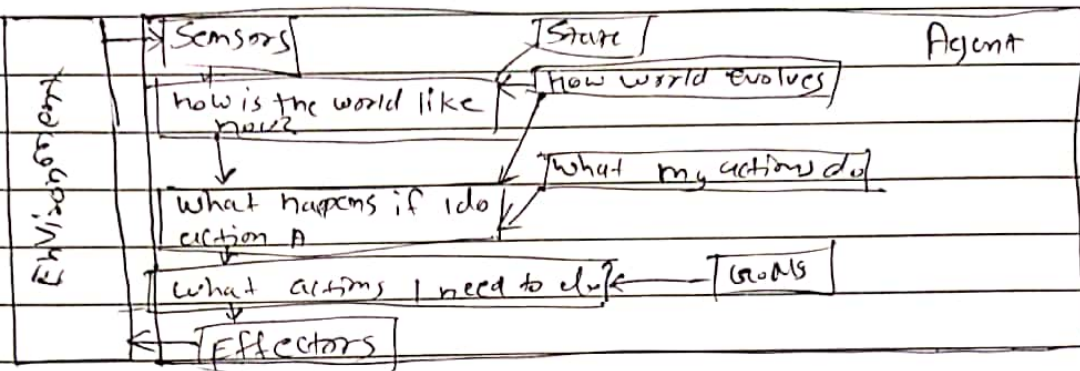 Sensors
State
Agent
how world evolves
how is the world like
now?
what my actions do
what happens if i do
action A
what actions I need to do?
Goals
Effectors
Environment